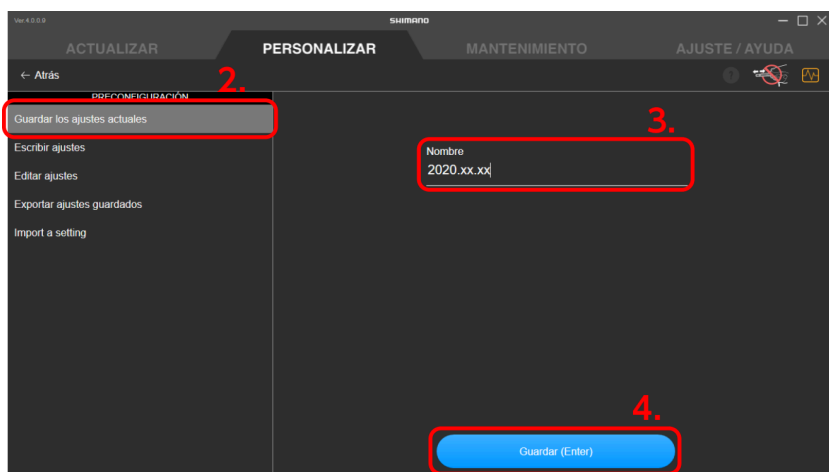 Ver.4.0.0.9
SHIMANO
ACTUALIZAR
PERSONALIZAR
MANTENIMIENTO
AJUSTE / AYUDA
← Atrás
2.
PRECONFIGURACIÓN
Guardar los ajustes actuales
3.
Escribir ajustes
Nombre
2020.xx.xx
Editar ajustes
Exportar ajustes guardados
Import a setting
4.
Guardar (Enter)